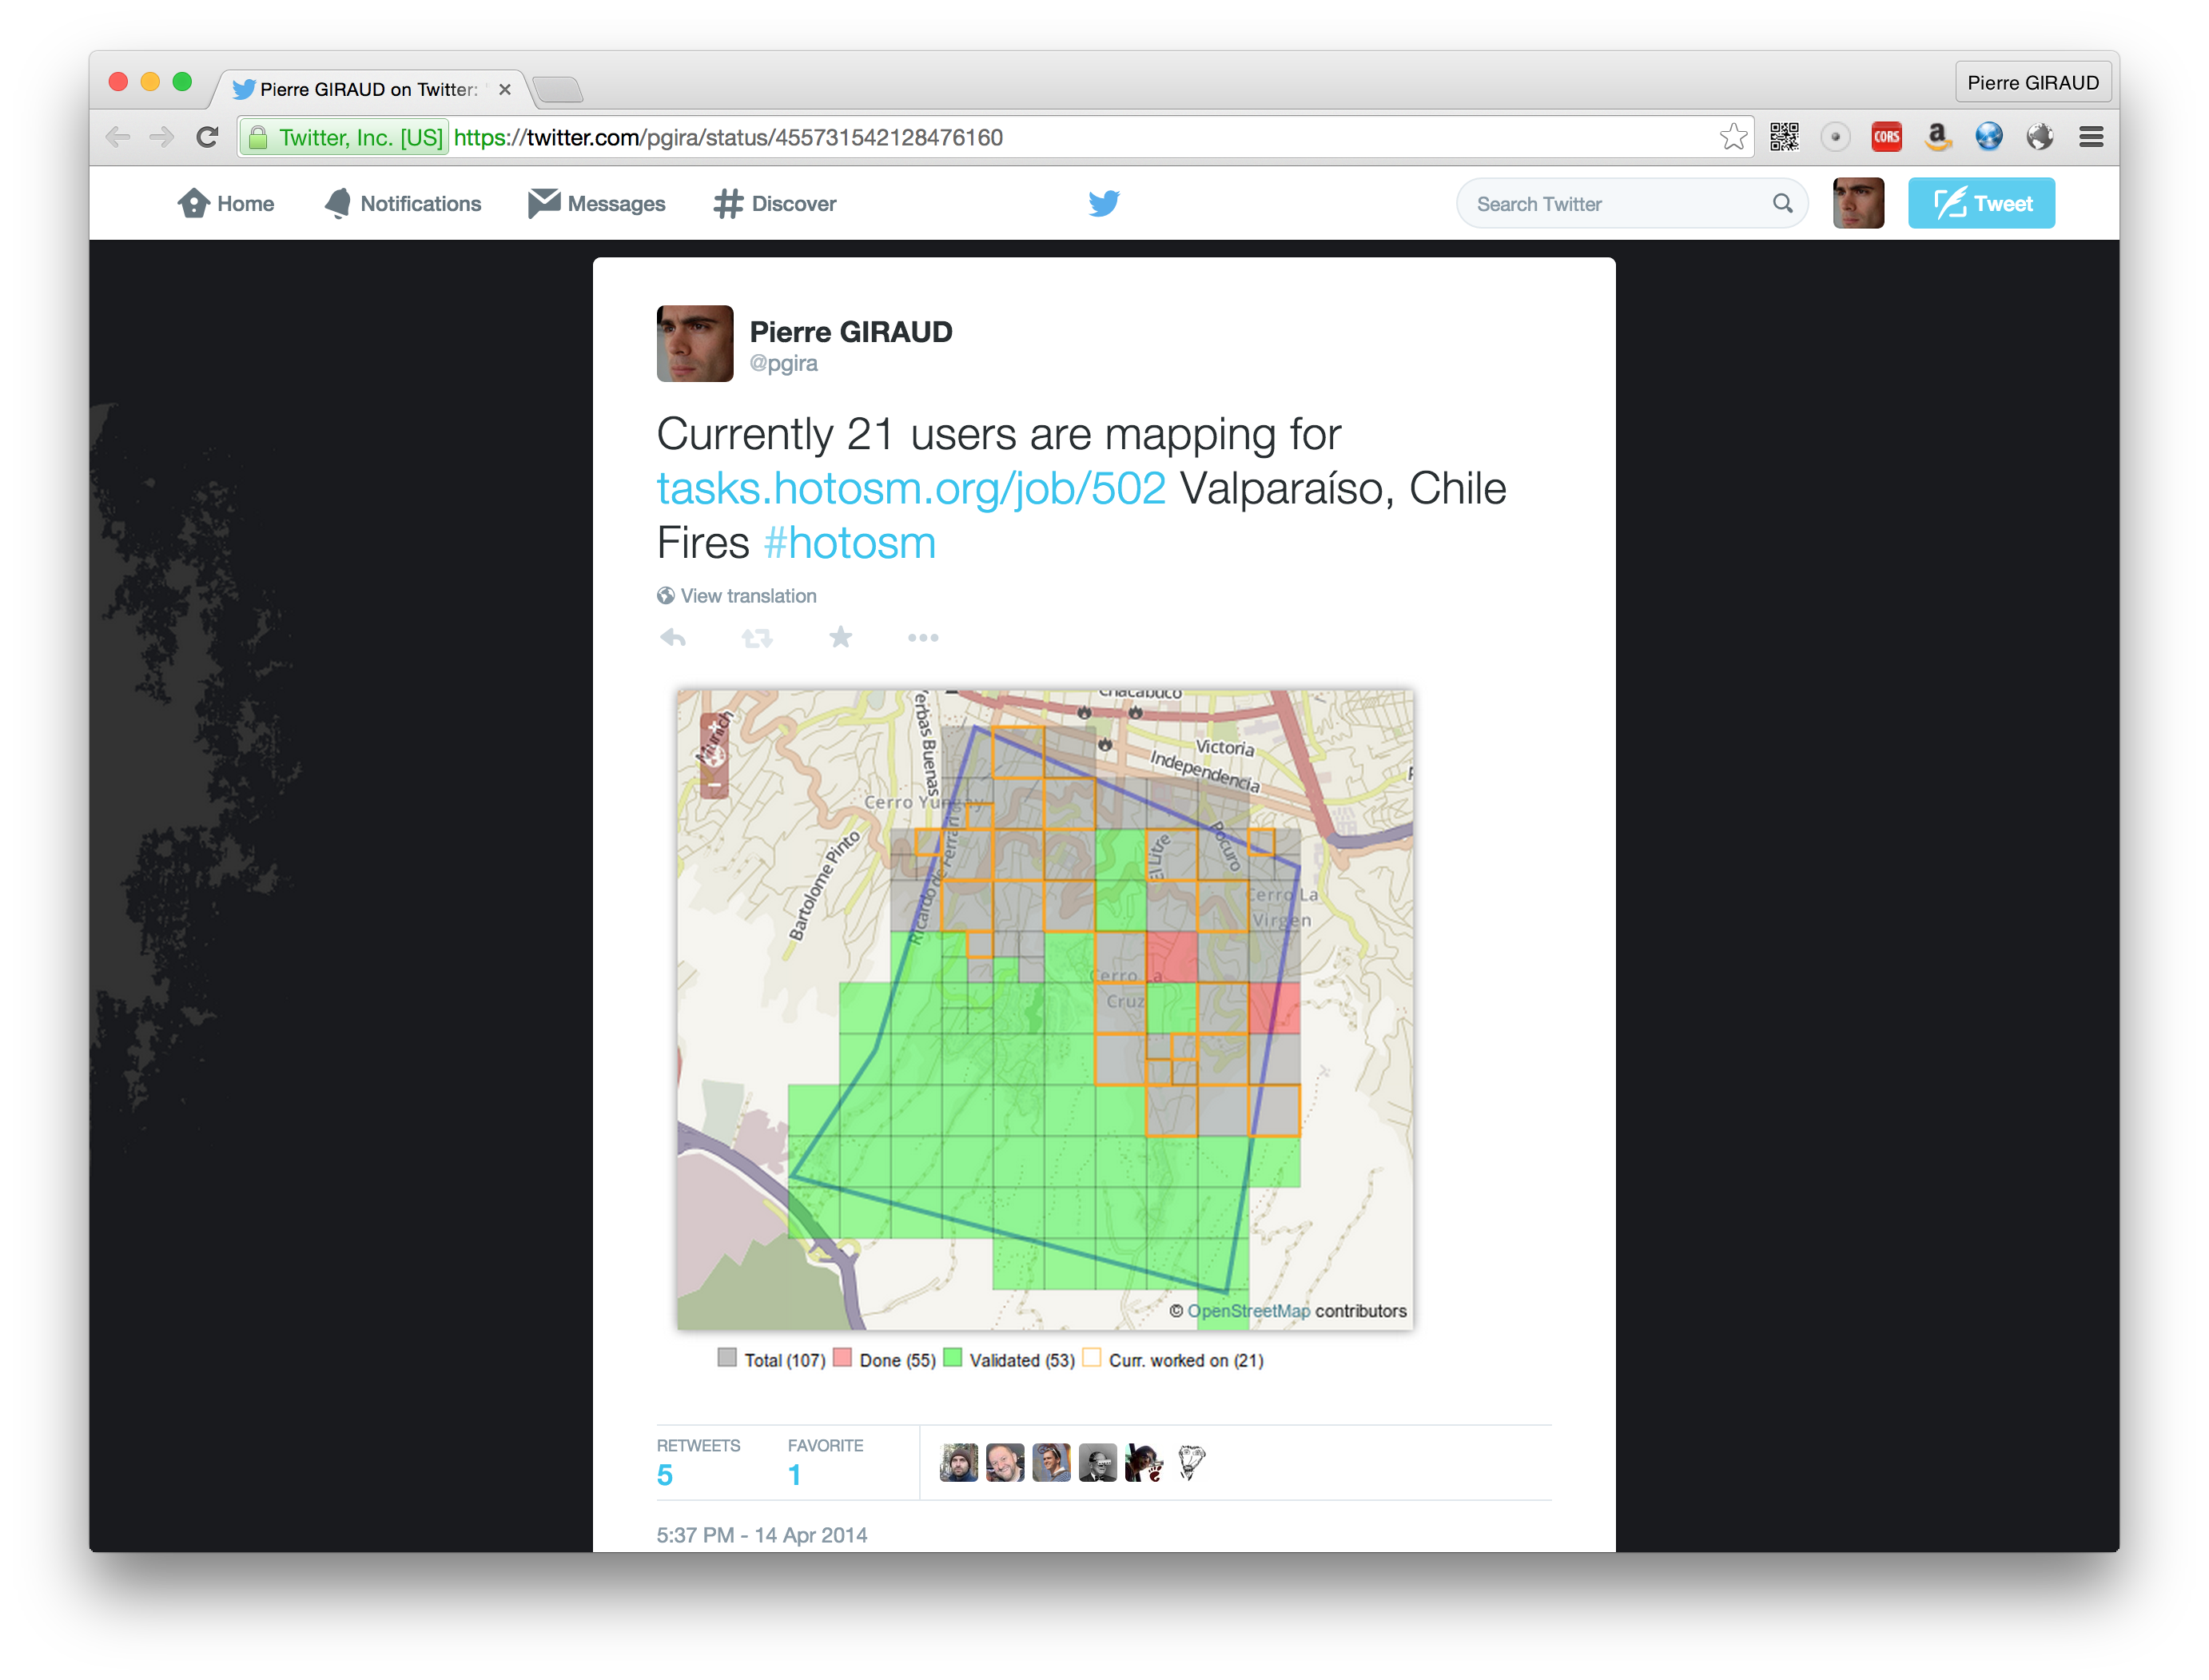 Pierre GIRAUD on Twitter:
Pierre GIRAUD
Twitter, Inc. [US] https://twitter.com/pgira/status/455731542128476160
CORS
a
Home Notifications Messages Discover
Search Twitter
Tweet
Pierre GIRAUD
@pgira
Currently 21 users are mapping for
tasks.hotosm.org/job/502 Valparaíso, Chile
Fires #hotosm
View translation
Chacabuco
erbas Buenas
Victoria
Independencia
Cerro Yungay
Bartolome Pinto
Ricardo de Ferrari
El Litre
Pocuro
Cerro La
Virgen
Cerro La
Cruz
© OpenStreetMap contributors
Total (107) Done (55) Validated (53) Curr. worked on (21)
RETWEETS FAVORITE
5 1
5:37 PM - 14 Apr 2014